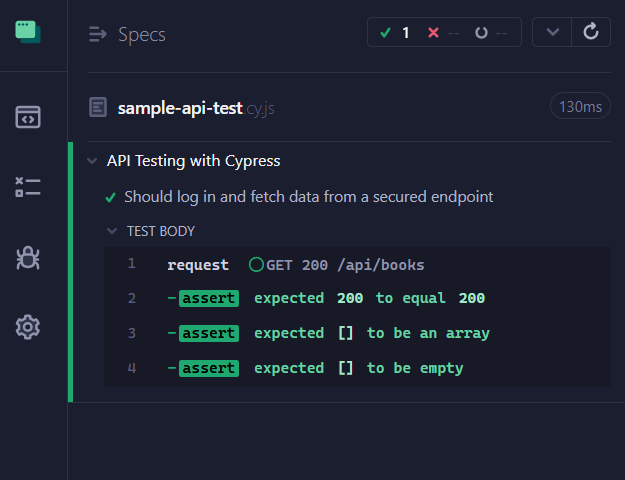 Specs 1 -- --
sample-api-test.cy.js 130ms
API Testing with Cypress
Should log in and fetch data from a secured endpoint
TEST BODY
1 request GET 200 /api/books
2 -assert expected 200 to equal 200
3 -assert expected [] to be an array
4 -assert expected [] to be empty